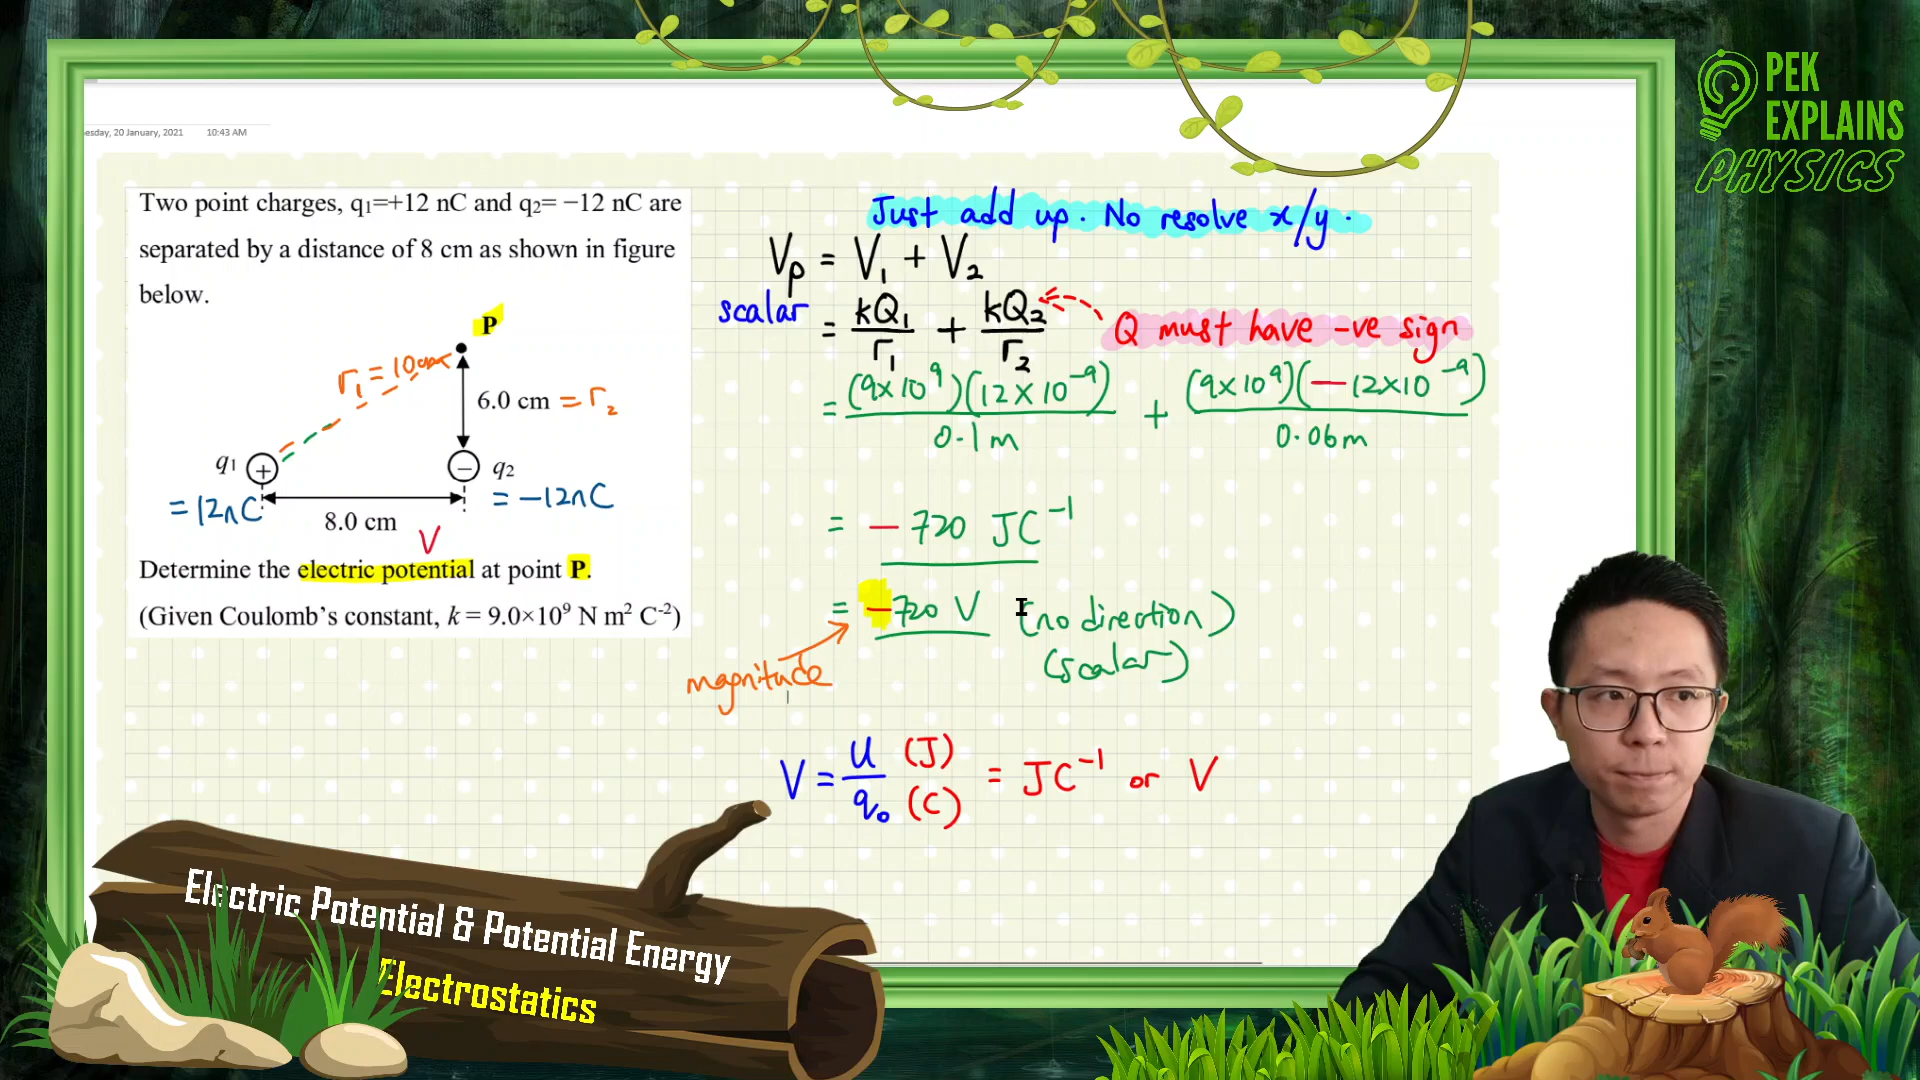 PEK
EXPLAINS
PHYSICS
esday, 20 January, 2021 10:43 AM
Two point charges, q1=+12 nC and q2= −12 nC are
separated by a distance of 8 cm as shown in figure
below.
P
r₁ = 10cm
6.0 cm = r₂
q1 + − q2
= 12nC = -12nC
8.0 cm
V
Determine the electric potential at point P.
(Given Coulomb's constant, k = 9.0×10⁹ N m² C⁻²)
Just add up. No resolve x/y.
Vp = V₁ + V₂
scalar = kQ₁/r₁ + kQ₂/r₂
Q must have -ve sign
= (9x10⁹)(12x10⁻⁹)/0.1m + (9x10⁹)(-12x10⁻⁹)/0.06m
= -720 JC⁻¹
= -720 V (no direction)
(scalar)
magnitude
V = U (J)/q₀ (C) = JC⁻¹ or V
Electric Potential & Potential Energy
Electrostatics